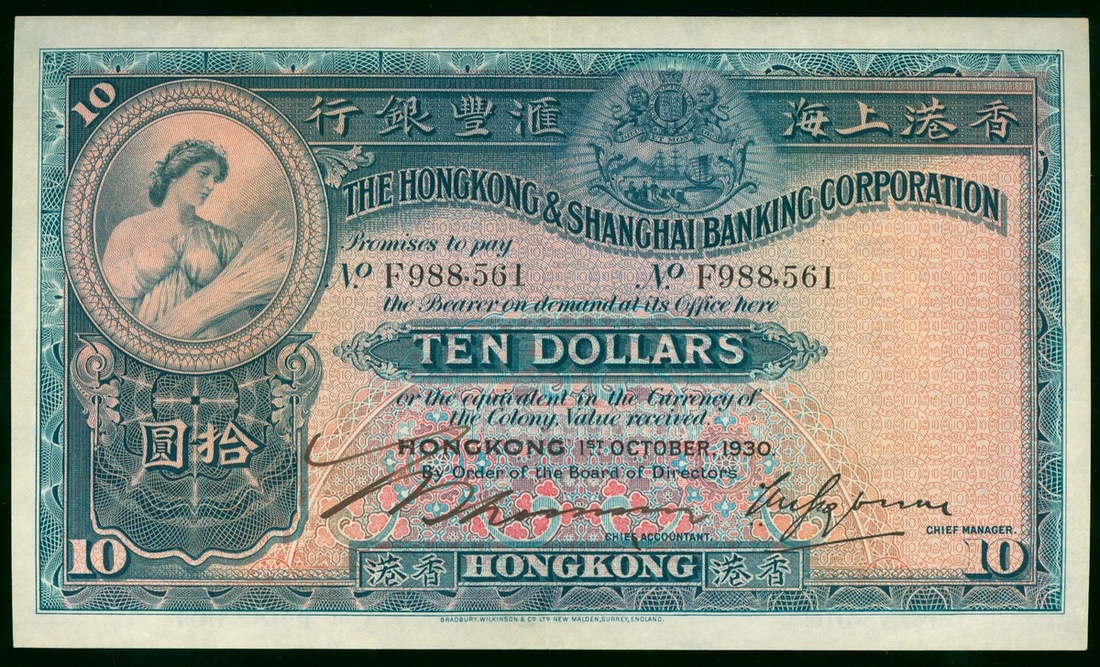 10
香港上海滙豐銀行
THE HONGKONG & SHANGHAI BANKING CORPORATION
Promises to pay
No. F988,561 No F988,561
the Bearer on demand at its Office here
TEN DOLLARS
or the equivalent in the Currency of
the Colony. Value received.
拾圓
HONGKONG 1ST. OCTOBER, 1930.
By Order of the Board of Directors
CHIEF ACCOUNTANT.
CHIEF MANAGER.
10 香港 HONGKONG 香港 10
BRADBURY, WILKINSON & Co LTD NEW MALDEN, SURREY, ENGLAND.